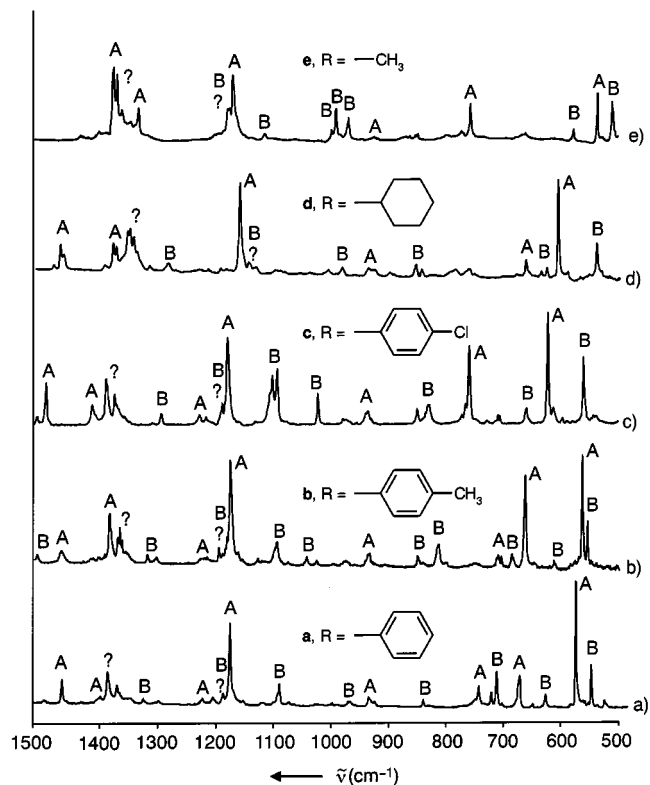 e, R = —CH₃
A ? A B ? A B B B B A A B A B
e)
d, R =
A A ? B A B ? B A B A B A B
d)
c, R = Cl
A A ? B A B ? A B B A B A B A B
c)
b, R = CH₃
B A A ? B A B ? A B B A B B A A B B A B
b)
a, R =
A A ? B A B ? A B B A B A B A B A B
a)
1500 1400 1300 1200 1100 1000 900 800 700 600 500
ṽ(cm⁻¹)